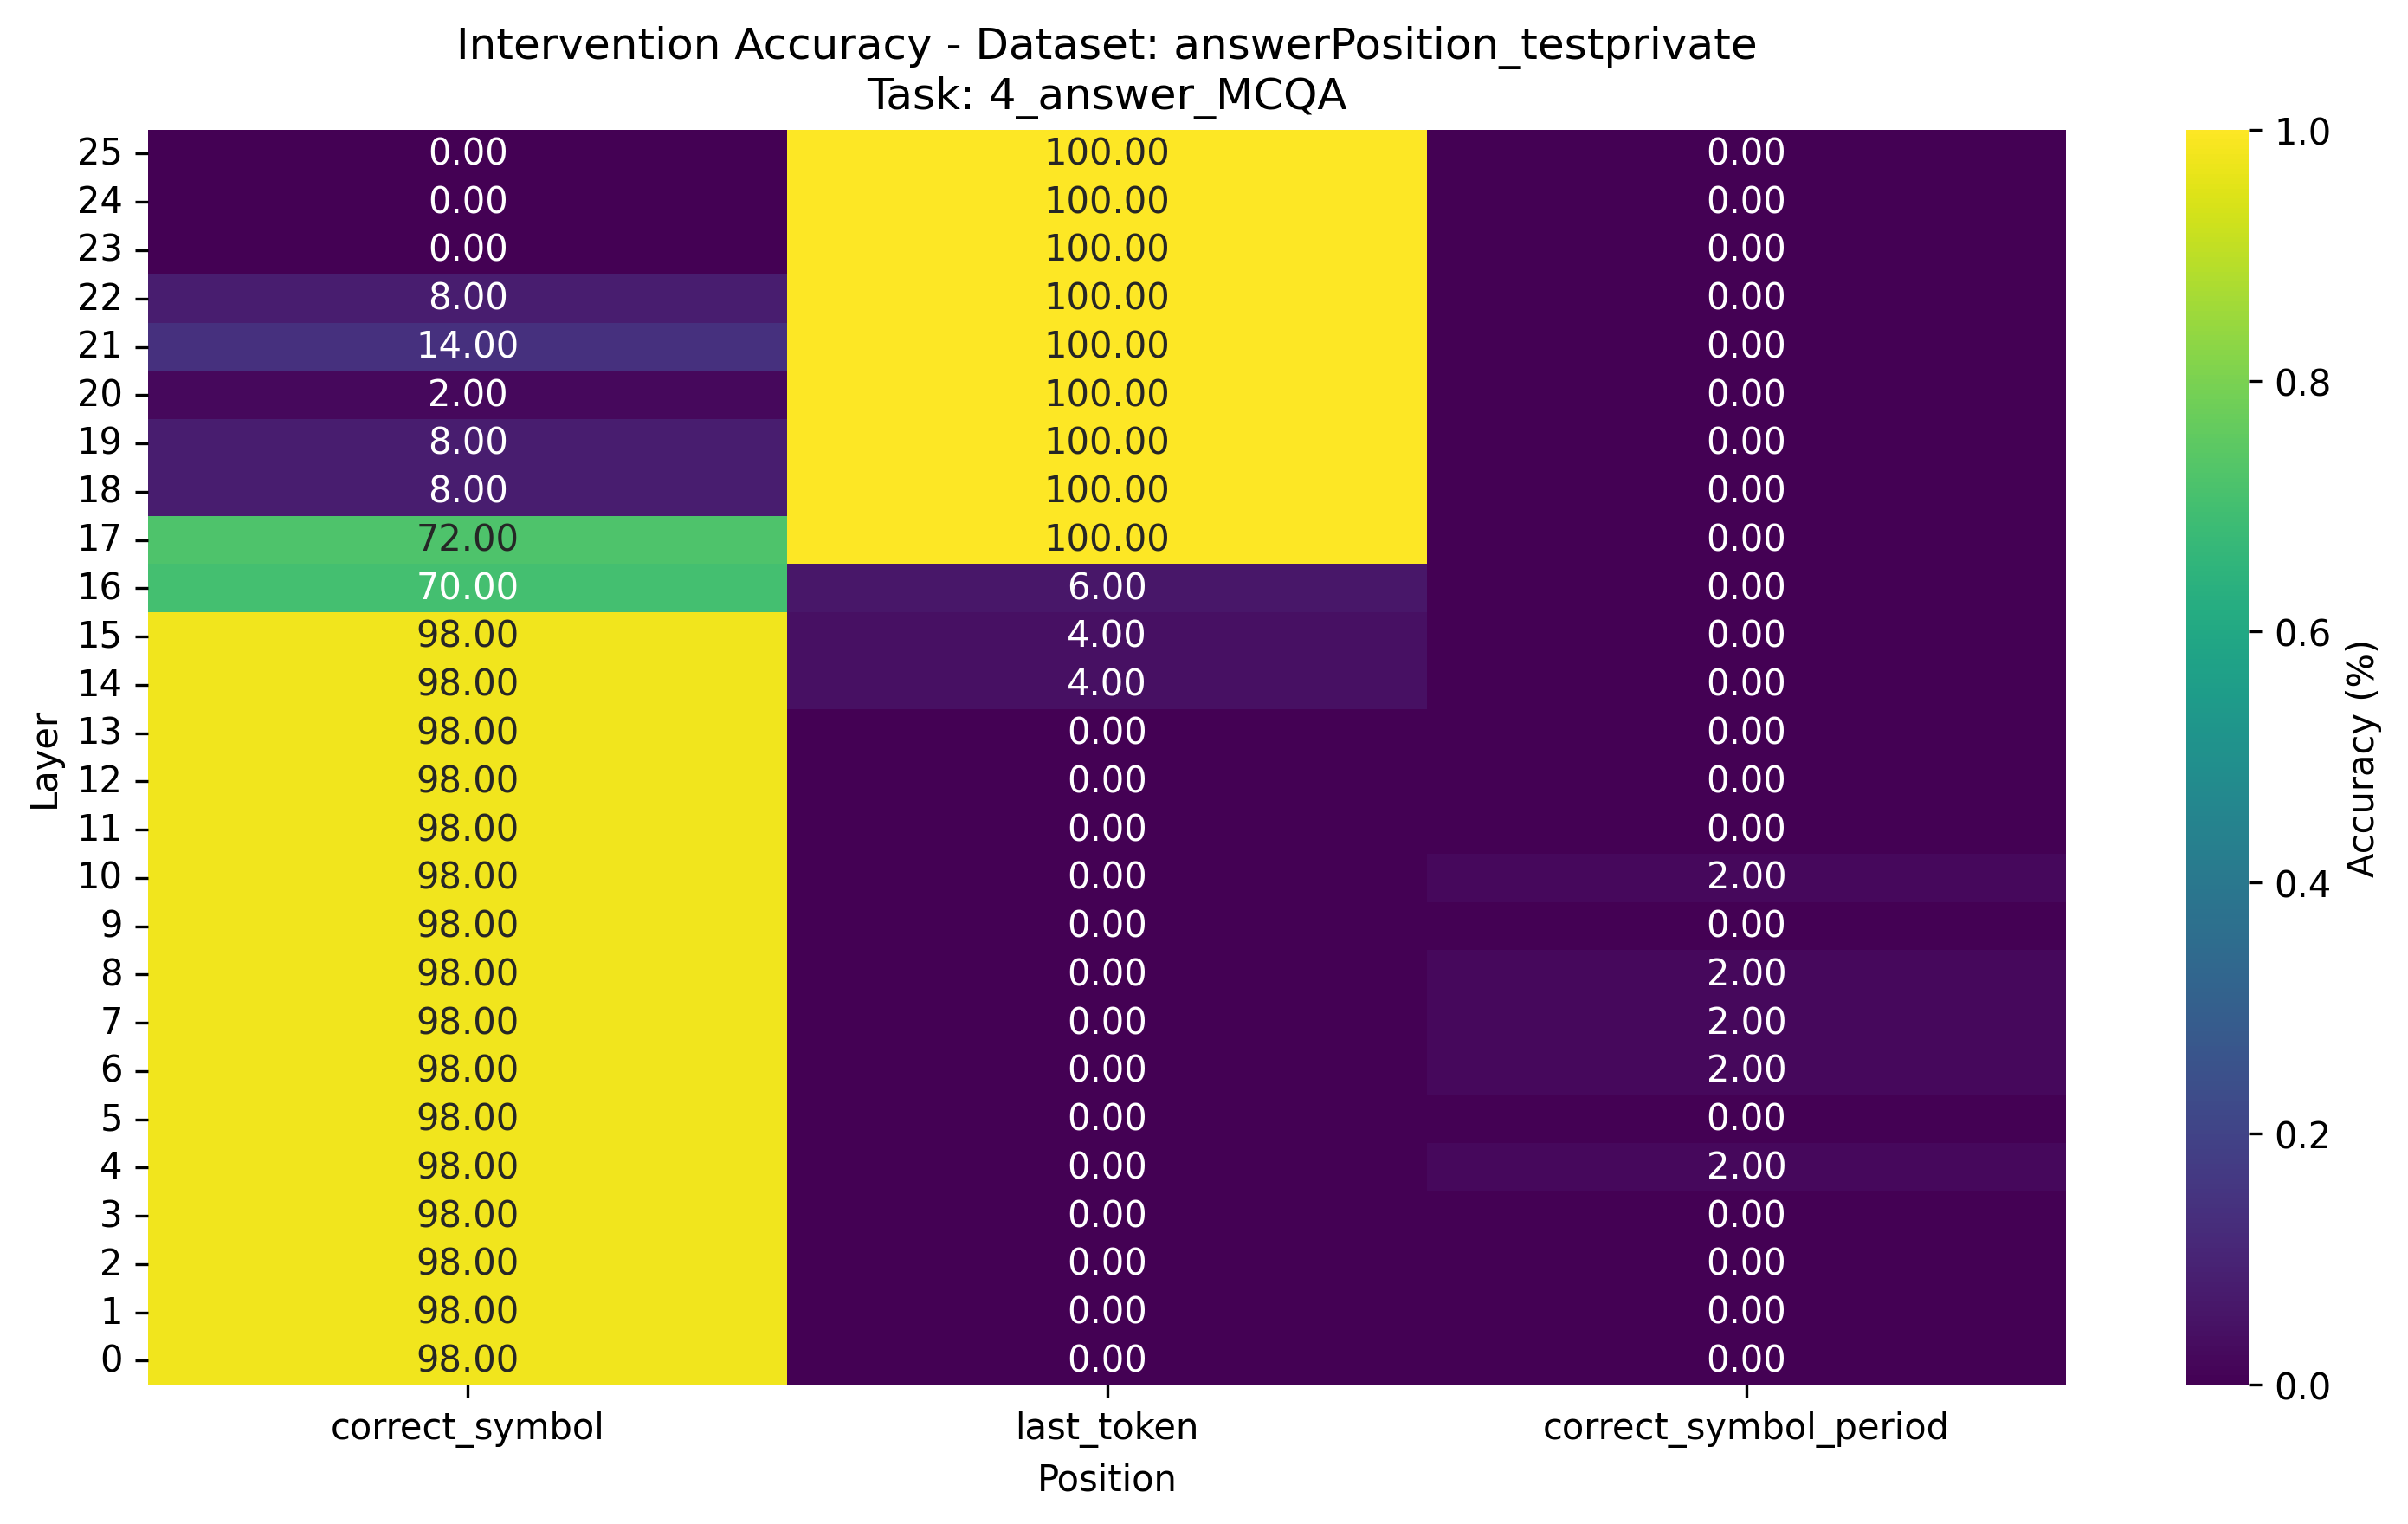 Intervention Accuracy - Dataset: answerPosition_testprivate
Task: 4_answer_MCQA
Layer
25 0.00 100.00 0.00
24 0.00 100.00 0.00
23 0.00 100.00 0.00
22 8.00 100.00 0.00
21 14.00 100.00 0.00
20 2.00 100.00 0.00
19 8.00 100.00 0.00
18 8.00 100.00 0.00
17 72.00 100.00 0.00
16 70.00 6.00 0.00
15 98.00 4.00 0.00
14 98.00 4.00 0.00
13 98.00 0.00 0.00
12 98.00 0.00 0.00
11 98.00 0.00 0.00
10 98.00 0.00 2.00
9 98.00 0.00 0.00
8 98.00 0.00 2.00
7 98.00 0.00 2.00
6 98.00 0.00 2.00
5 98.00 0.00 0.00
4 98.00 0.00 2.00
3 98.00 0.00 0.00
2 98.00 0.00 0.00
1 98.00 0.00 0.00
0 98.00 0.00 0.00
correct_symbol last_token correct_symbol_period
Position
1.0
0.8
0.6
0.4
0.2
0.0
Accuracy (%)